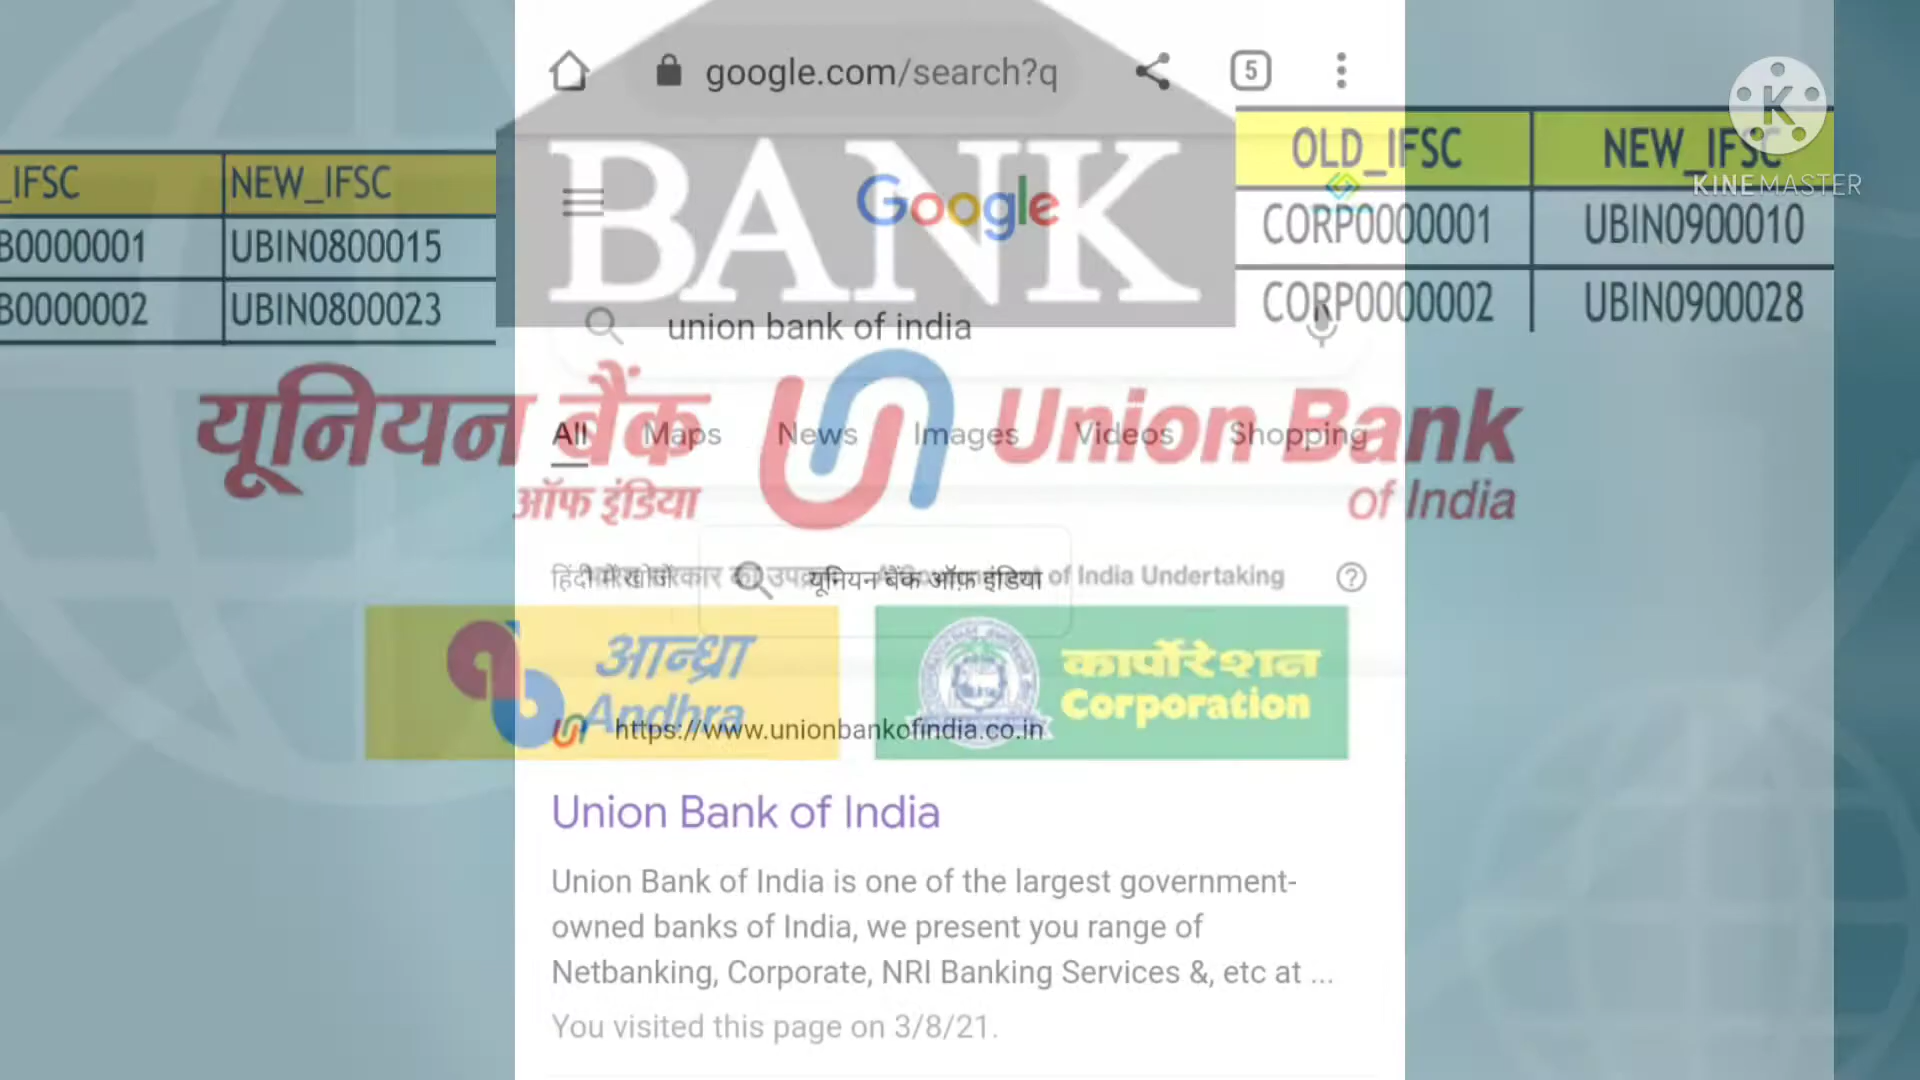 google.com/search?q
5
KINEMASTER
BANK
Google
_IFSC NEW_IFSC
B0000001 UBIN0800015
B0000002 UBIN0800023
OLD_IFSC NEW_IFSC
CORP0000001 UBIN0900010
CORP0000002 UBIN0900028
union bank of india
यूनियन बैंक
ऑफ इंडिया
Union Bank
of India
All Maps News Images Videos Shopping
हिंदी में खोजें
यूनियन बैंक ऑफ़ इंडिया
of India Undertaking
आन्ध्रा
Andhra
कार्पोरेशन
Corporation
https://www.unionbankofindia.co.in
Union Bank of India
Union Bank of India is one of the largest government-
owned banks of India, we present you range of
Netbanking, Corporate, NRI Banking Services &, etc at ...
You visited this page on 3/8/21.